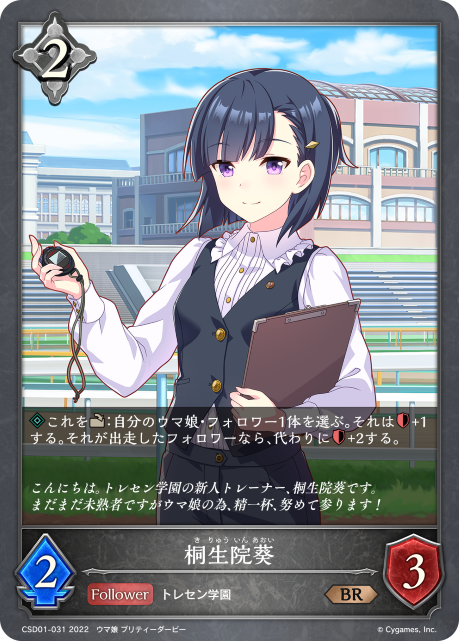 2
これを:自分のウマ娘・フォロワー1体を選ぶ。それは+1
する。それが出走したフォロワーなら、代わりに+2する。
こんにちは。トレセン学園の新人トレーナー、桐生院葵です。
まだまだ未熟者ですがウマ娘の為、精一杯、努めて参ります！
き りゅう いん あおい
桐生院葵
2
Follower トレセン学園
BR
3
CSD01-031 2022 ウマ娘 プリティーダービー
© Cygames, Inc.